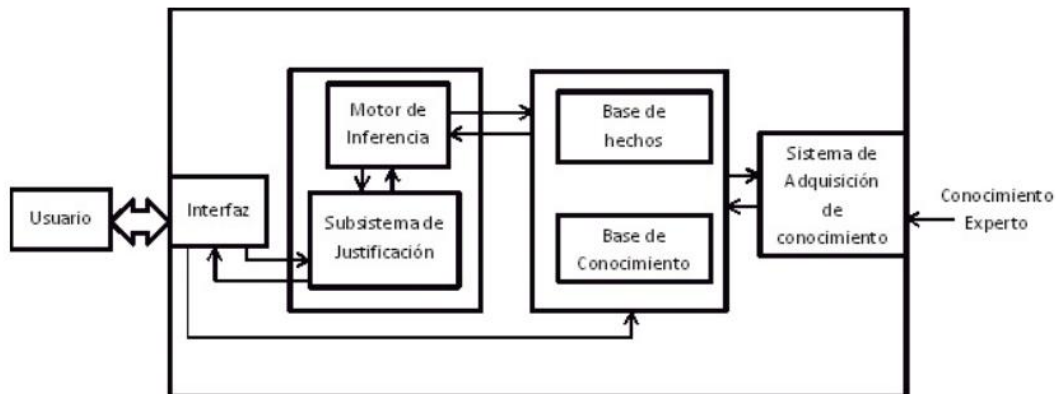 Usuario
Interfaz
Motor de
Inferencia
Subsistema de
Justificación
Base de
hechos
Base de
Conocimiento
Sistema de
Adquisición
de
conocimiento
Conocimiento
Experto